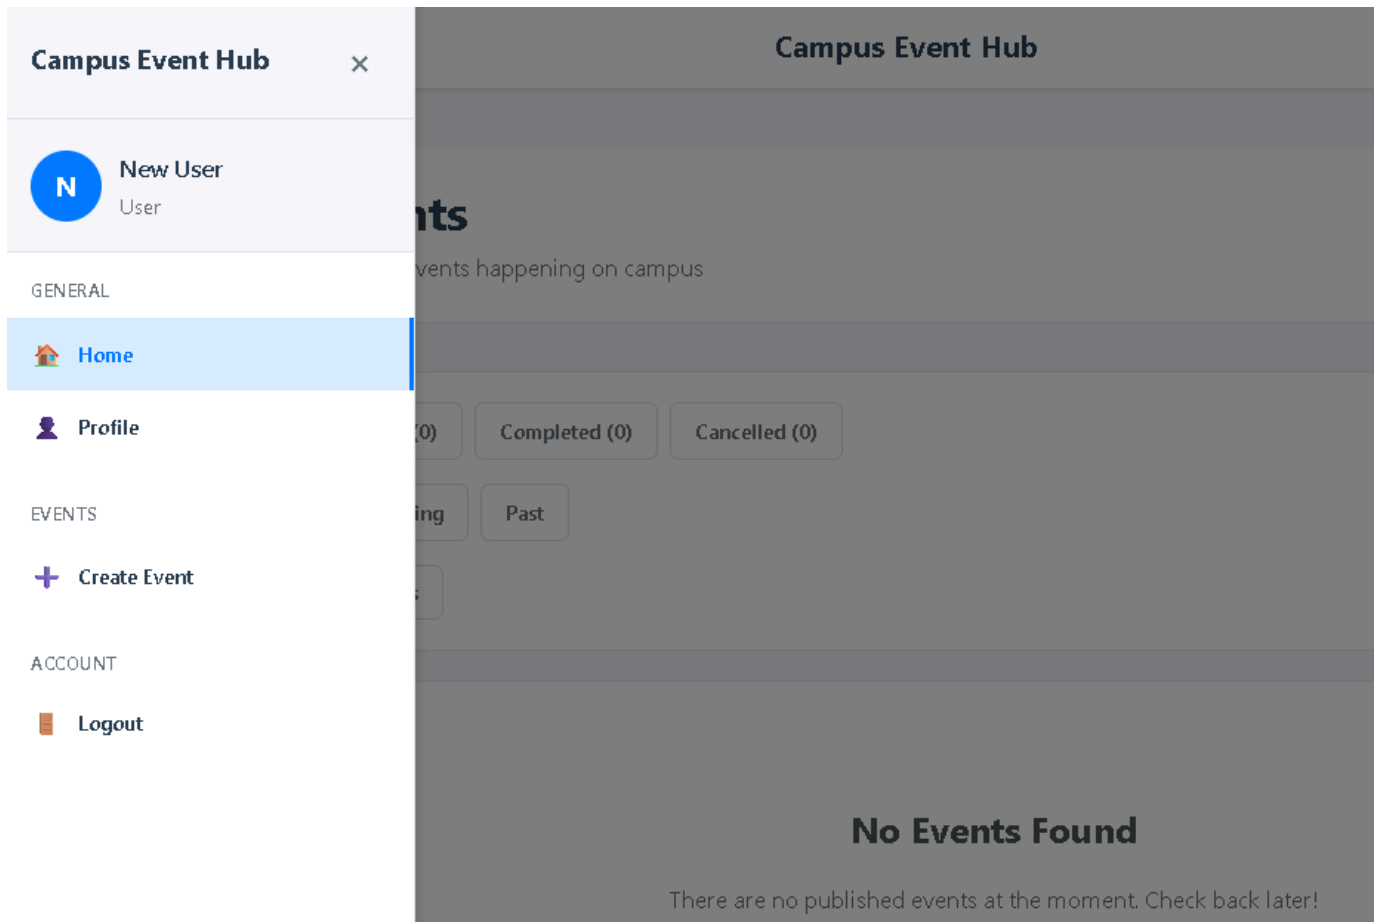 Campus Event Hub ×
N
New User
User
GENERAL
Home
Profile
EVENTS
Create Event
ACCOUNT
Logout
Campus Event Hub
nts
vents happening on campus
(0) Completed (0) Cancelled (0)
ing Past
s
No Events Found
There are no published events at the moment. Check back later!